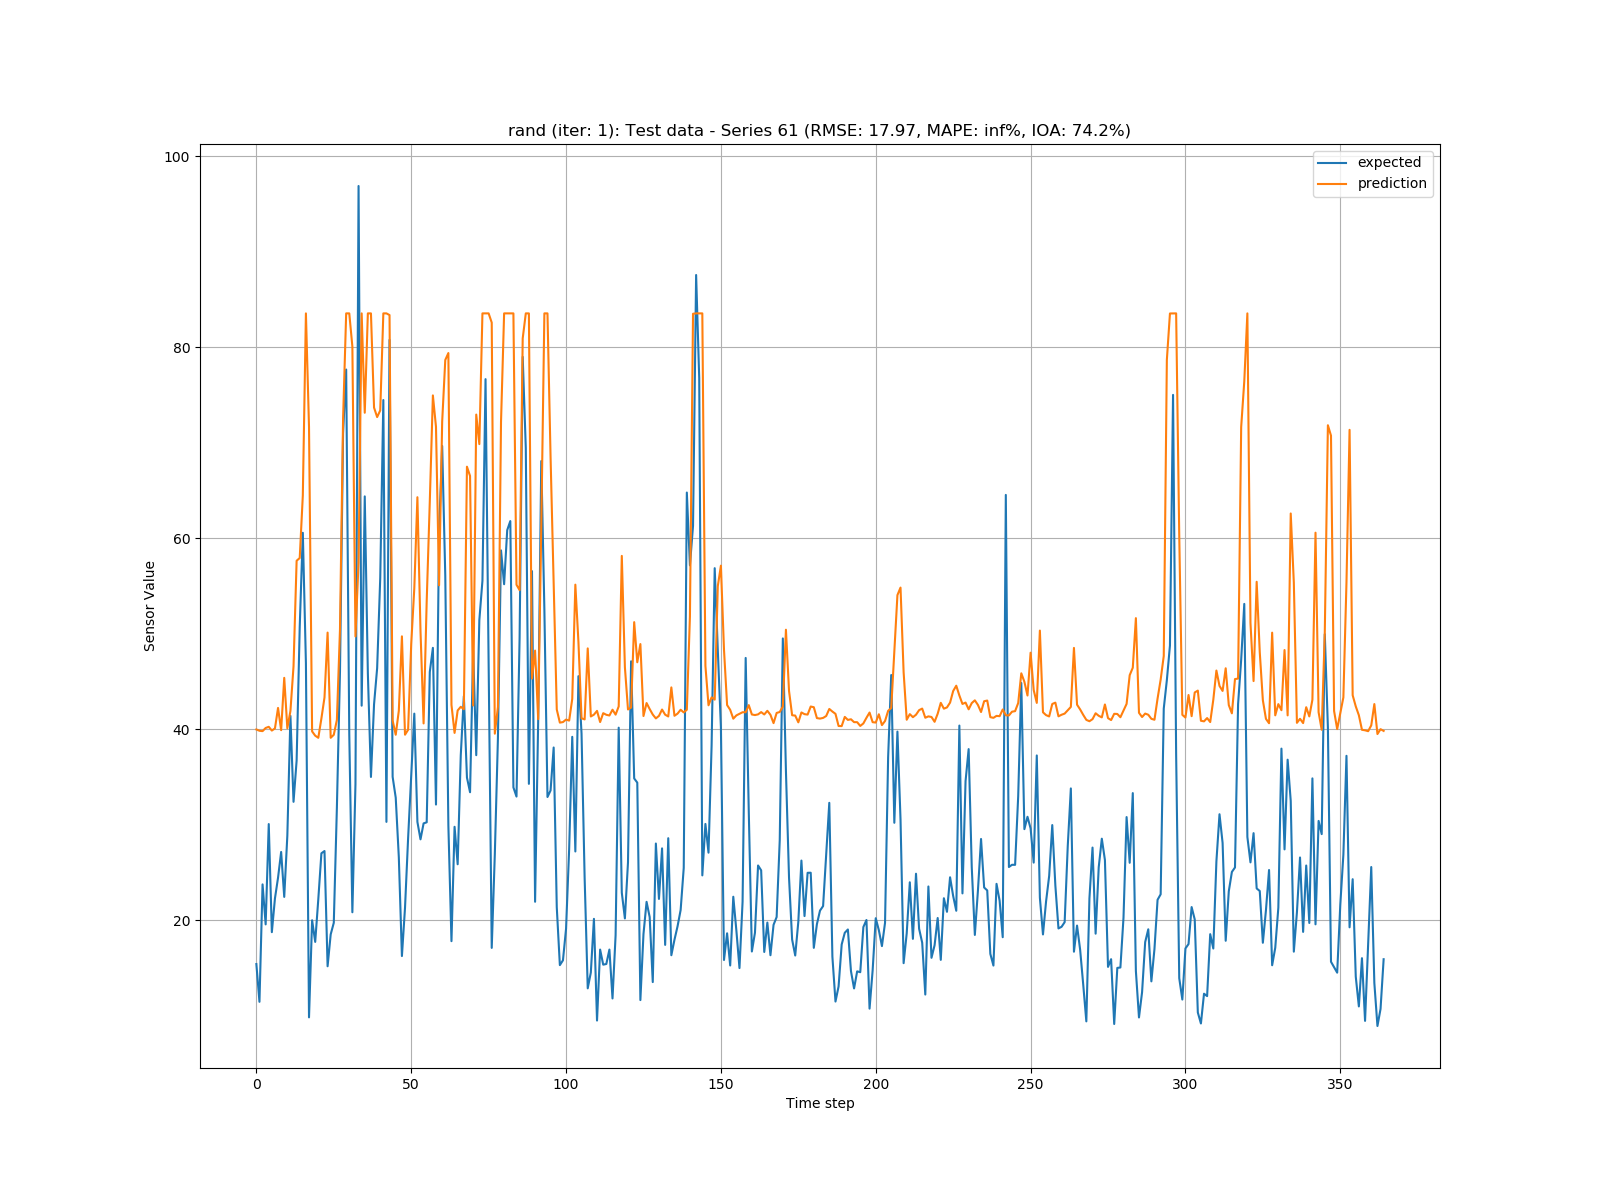 rand (iter: 1): Test data - Series 61 (RMSE: 17.97, MAPE: inf%, IOA: 74.2%)
expected
prediction
100
80
60
40
20
Sensor Value
0 50 100 150 200 250 300 350
Time step